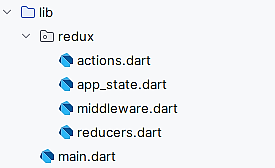 lib
redux
actions.dart
app_state.dart
middleware.dart
reducers.dart
main.dart